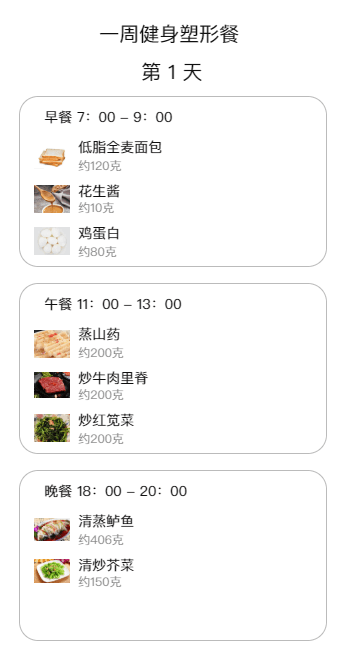 一周健身塑形餐
第 1 天
早餐 7：00 – 9：00
低脂全麦面包
约120克
花生酱
约10克
鸡蛋白
约80克
午餐 11：00 – 13：00
蒸山药
约200克
炒牛肉里脊
约200克
炒红笕菜
约200克
晚餐 18：00 – 20：00
清蒸鲈鱼
约406克
清炒芥菜
约150克